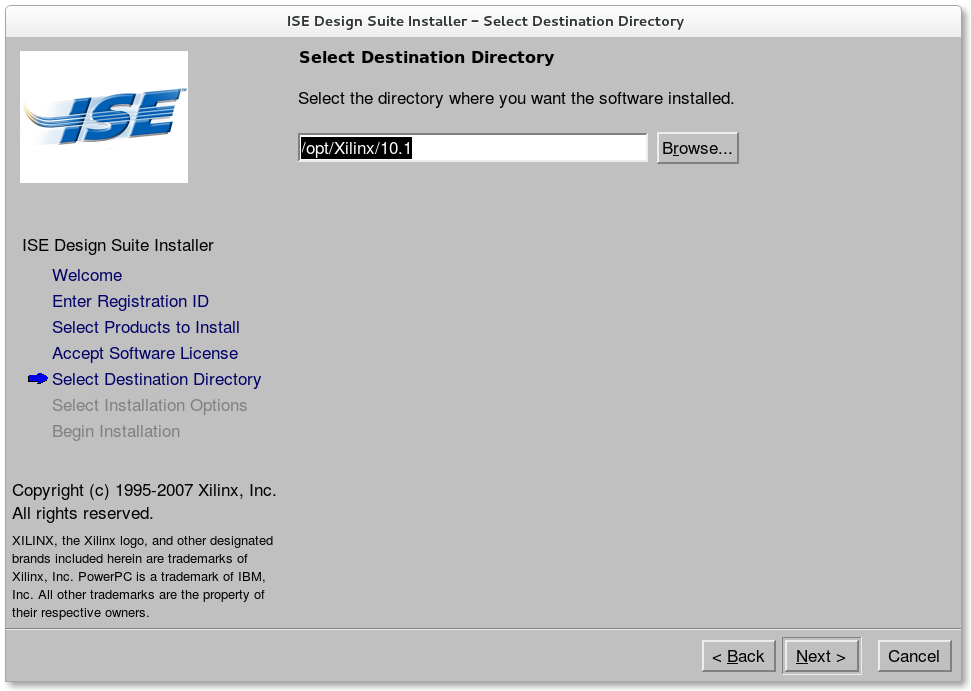 ISE Design Suite Installer – Select Destination Directory
ISE™
Select Destination Directory
Select the directory where you want the software installed.
/opt/Xilinx/10.1
Browse...
ISE Design Suite Installer
Welcome
Enter Registration ID
Select Products to Install
Accept Software License
Select Destination Directory
Select Installation Options
Begin Installation
Copyright (c) 1995-2007 Xilinx, Inc.
All rights reserved.
XILINX, the Xilinx logo, and other designated
brands included herein are trademarks of
Xilinx, Inc. PowerPC is a trademark of IBM,
Inc. All other trademarks are the property of
their respective owners.
< Back
Next >
Cancel